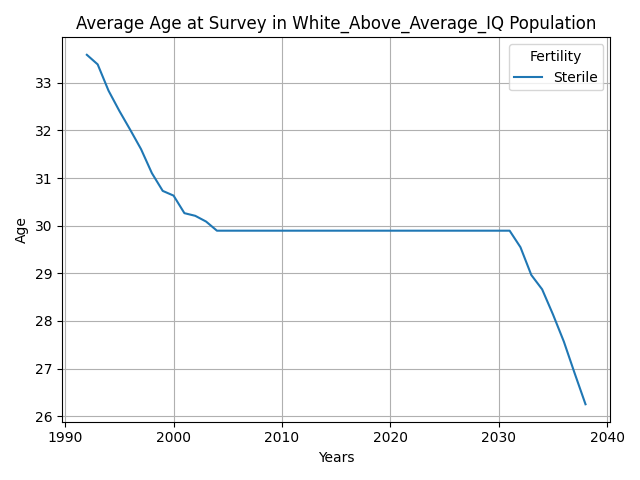 Average Age at Survey in White_Above_Average_IQ Population
Fertility
Sterile
33
32
31
30
29
28
27
26
Age
1990
2000
2010
2020
2030
2040
Years